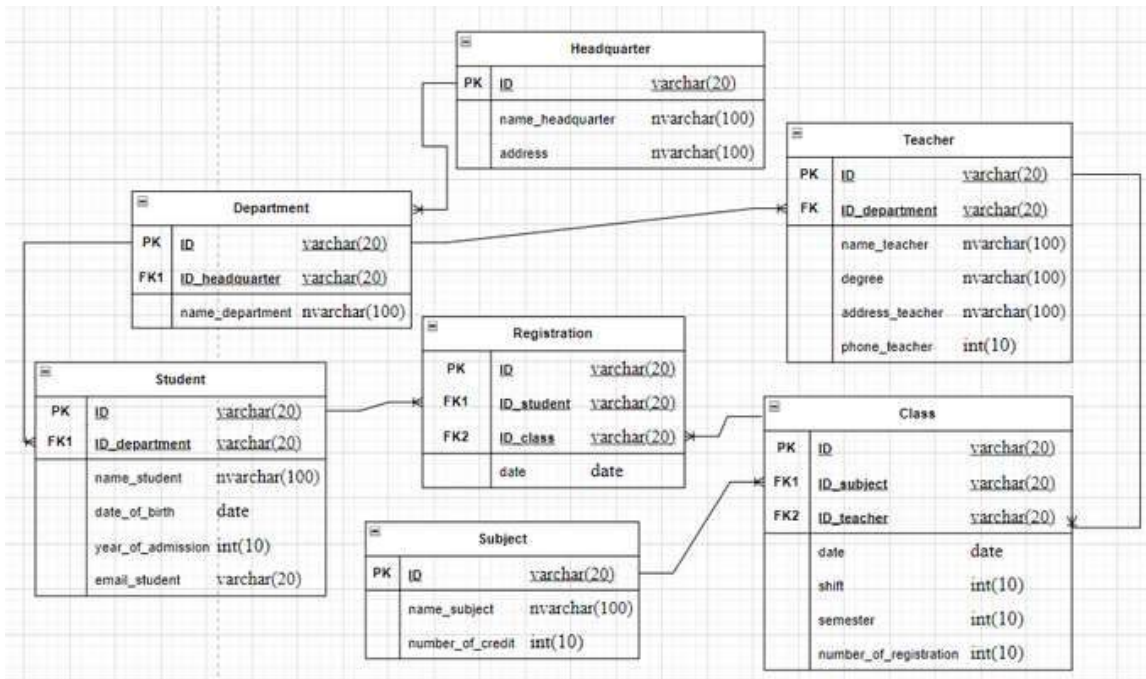 Headquarter
PK ID varchar(20)
name_headquarter nvarchar(100)
address nvarchar(100)
Teacher
PK ID varchar(20)
FK ID_department varchar(20)
name_teacher nvarchar(100)
degree nvarchar(100)
address_teacher nvarchar(100)
phone_teacher int(10)
Department
PK ID varchar(20)
FK1 ID_headquarter varchar(20)
name_department nvarchar(100)
Registration
PK ID varchar(20)
FK1 ID_student varchar(20)
FK2 ID_class varchar(20)
date date
Student
PK ID varchar(20)
FK1 ID_department varchar(20)
name_student nvarchar(100)
date_of_birth date
year_of_admission int(10)
email_student varchar(20)
Class
PK ID varchar(20)
FK1 ID_subject varchar(20)
FK2 ID_teacher varchar(20)
date date
shift int(10)
semester int(10)
number_of_registration int(10)
Subject
PK ID varchar(20)
name_subject nvarchar(100)
number_of_credit int(10)